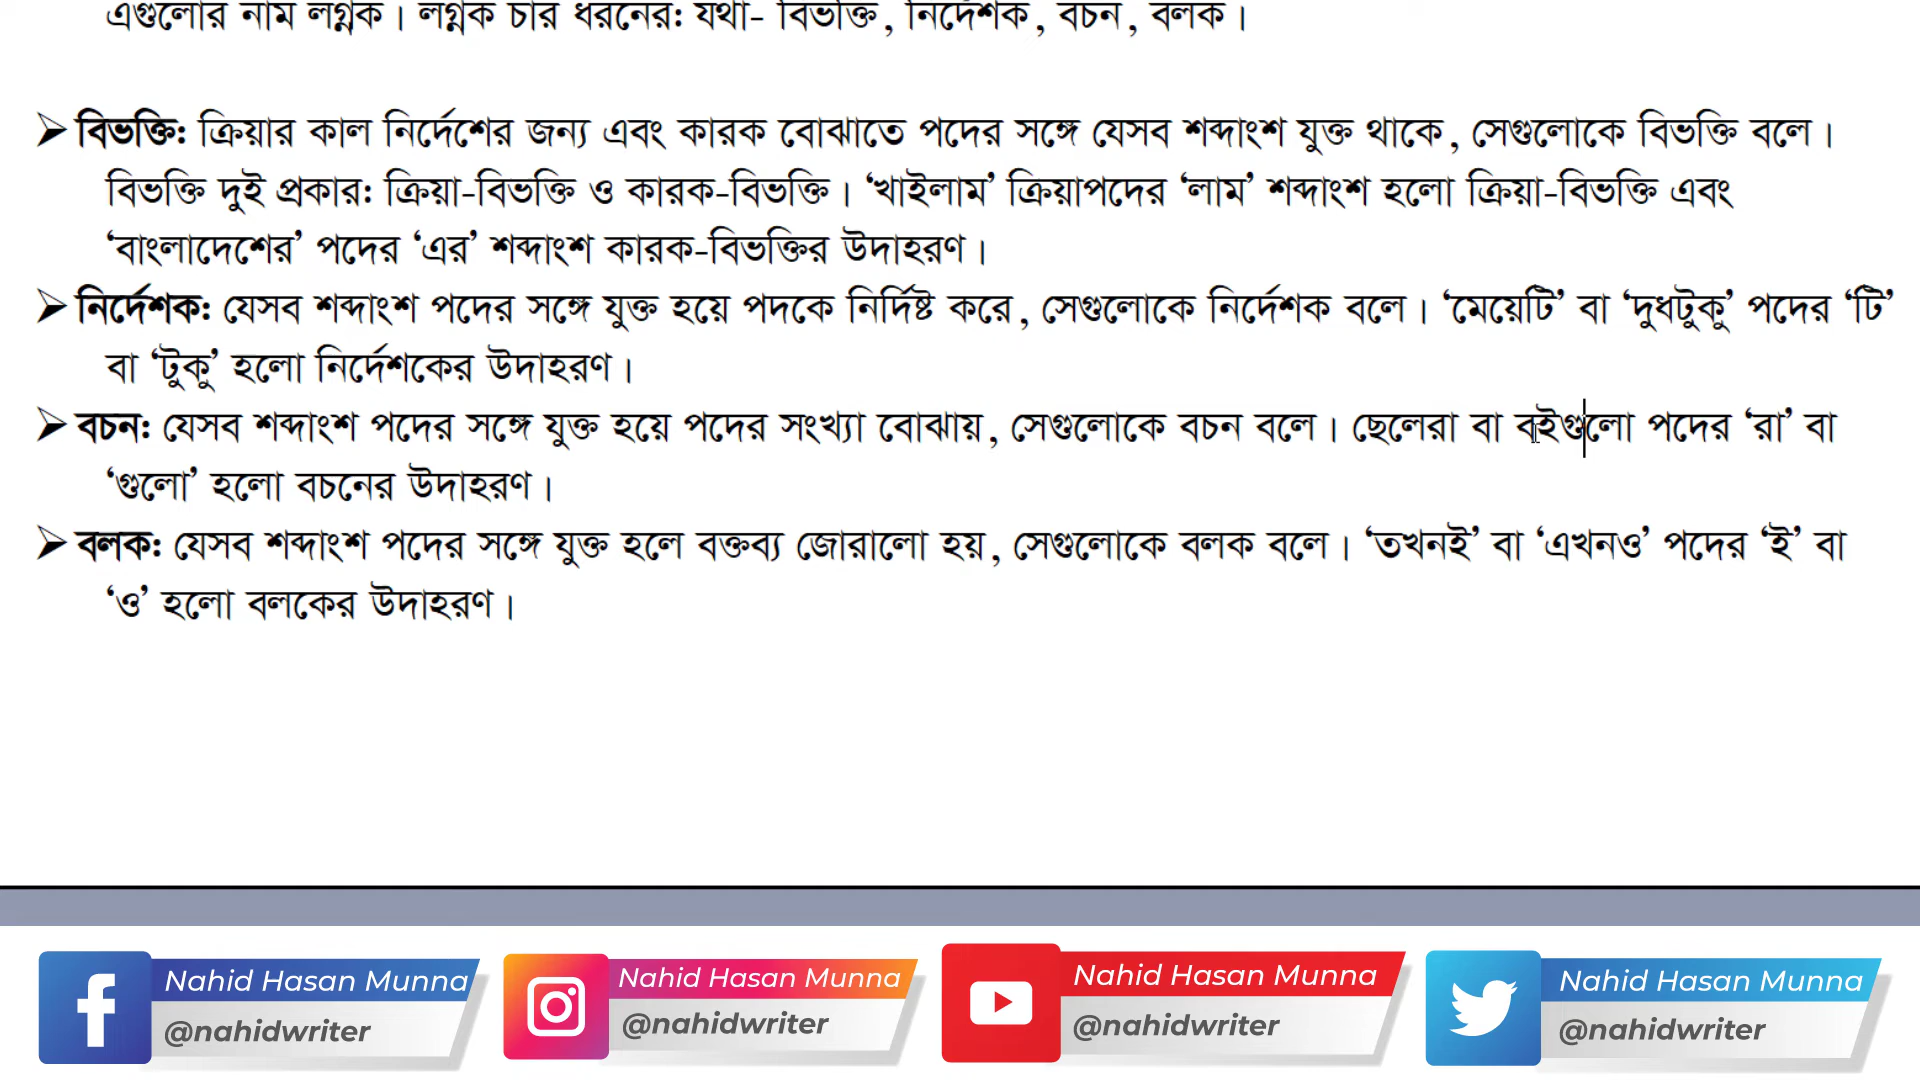 এগুলোর নাম লগ্নক। লগ্নক চার ধরনের: যথা- বিভক্তি, নির্দেশক, বচন, বলক।
➢ বিভক্তি: ক্রিয়ার কাল নির্দেশের জন্য এবং কারক বোঝাতে পদের সঙ্গে যেসব শব্দাংশ যুক্ত থাকে, সেগুলোকে বিভক্তি বলে।
বিভক্তি দুই প্রকার: ক্রিয়া-বিভক্তি ও কারক-বিভক্তি। ‘খাইলাম’ ক্রিয়াপদের ‘লাম’ শব্দাংশ হলো ক্রিয়া-বিভক্তি এবং
‘বাংলাদেশের’ পদের ‘এর’ শব্দাংশ কারক-বিভক্তির উদাহরণ।
➢ নির্দেশক: যেসব শব্দাংশ পদের সঙ্গে যুক্ত হয়ে পদকে নির্দিষ্ট করে, সেগুলোকে নির্দেশক বলে। ‘মেয়েটি’ বা ‘দুধটুকু’ পদের ‘টি’
বা ‘টুকু’ হলো নির্দেশকের উদাহরণ।
➢ বচন: যেসব শব্দাংশ পদের সঙ্গে যুক্ত হয়ে পদের সংখ্যা বোঝায়, সেগুলোকে বচন বলে। ছেলেরা বা বইগুলো পদের ‘রা’ বা
‘গুলো’ হলো বচনের উদাহরণ।
➢ বলক: যেসব শব্দাংশ পদের সঙ্গে যুক্ত হলে বক্তব্য জোরালো হয়, সেগুলোকে বলক বলে। ‘তখনই’ বা ‘এখনও’ পদের ‘ই’ বা
‘ও’ হলো বলকের উদাহরণ।
Nahid Hasan Munna
@nahidwriter
Nahid Hasan Munna
@nahidwriter
Nahid Hasan Munna
@nahidwriter
Nahid Hasan Munna
@nahidwriter